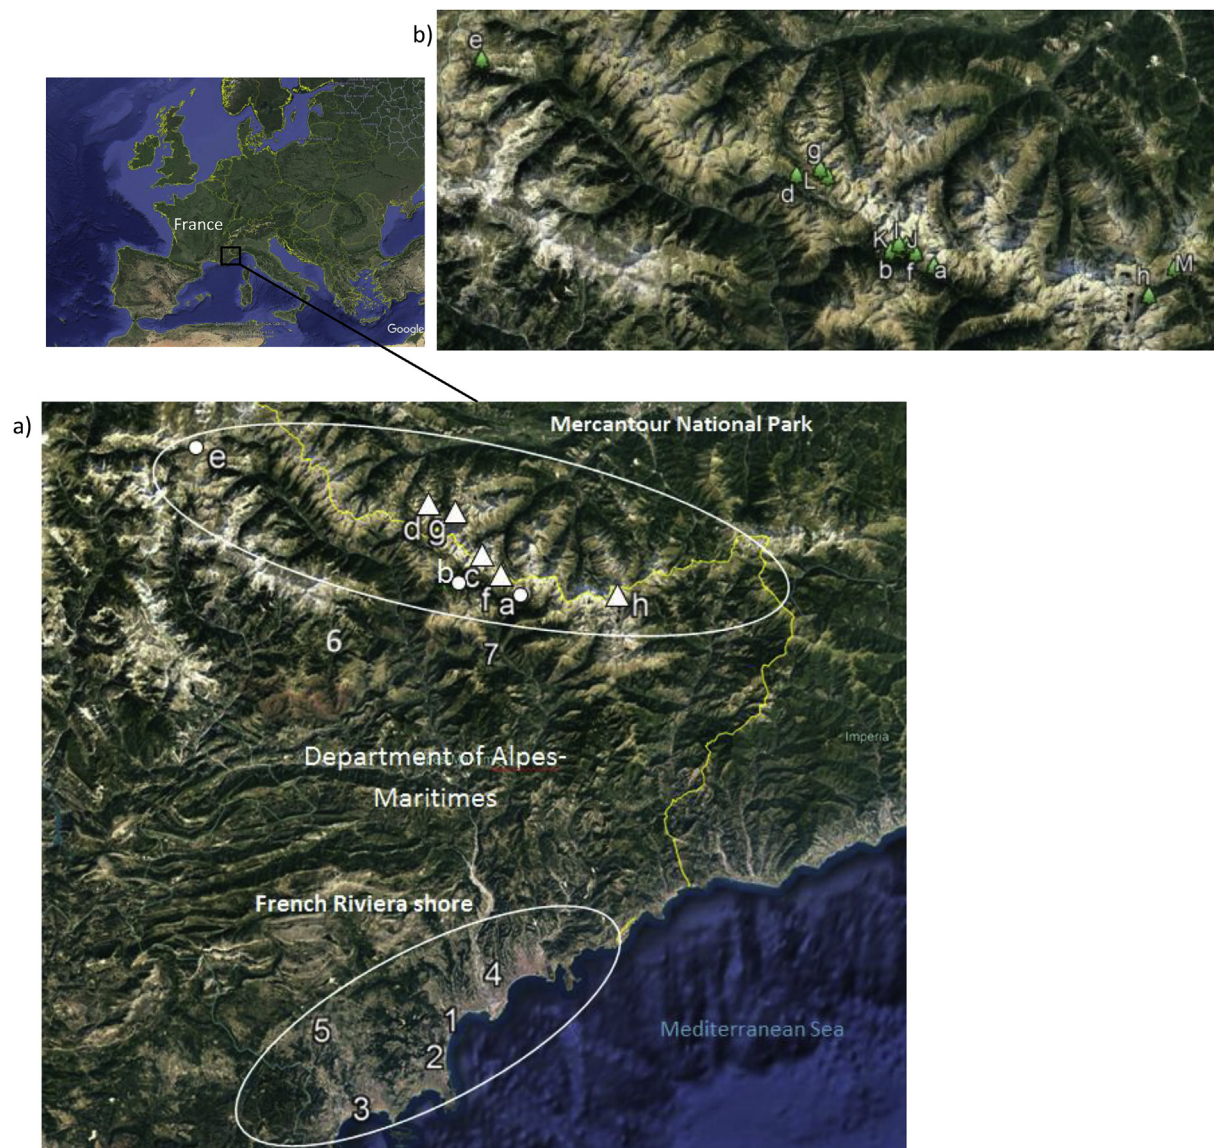 b)
e
g
d L
K I J
b f a
h M
France
Google
a)
Mercantour National Park
e
d g
b c
f a h
6
7
Department of Alpes-
Maritimes
Imperia
French Riviera shore
4
1
5
2
3
Mediterranean Sea